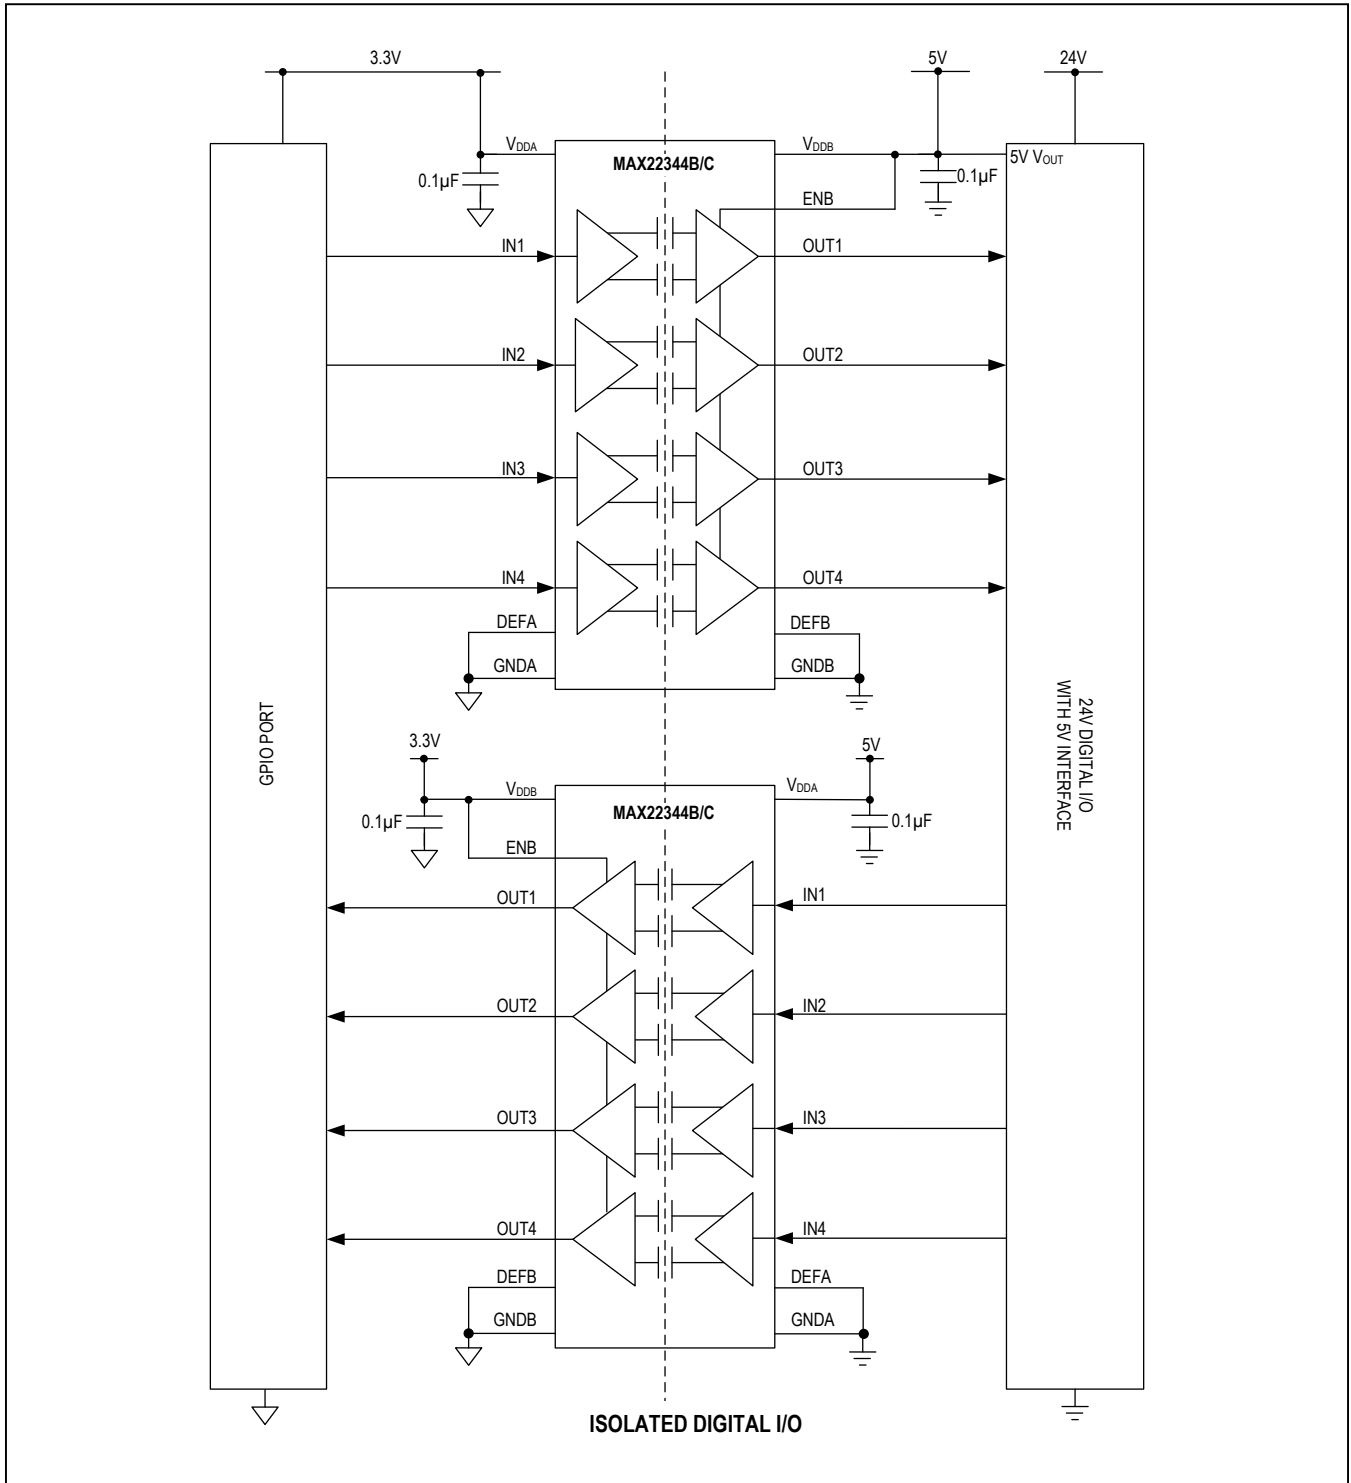 3.3V
5V
24V
VDDA
MAX22344B/C
VDDB
5V VOUT
0.1µF
0.1µF
ENB
IN1
OUT1
IN2
OUT2
IN3
OUT3
IN4
OUT4
DEFA
DEFB
GNDA
GNDB
GPIO PORT
24V DIGITAL I/O
WITH 5V INTERFACE
3.3V
5V
VDDB
MAX22344B/C
VDDA
0.1µF
0.1µF
ENB
OUT1
IN1
OUT2
IN2
OUT3
IN3
OUT4
IN4
DEFB
DEFA
GNDB
GNDA
ISOLATED DIGITAL I/O